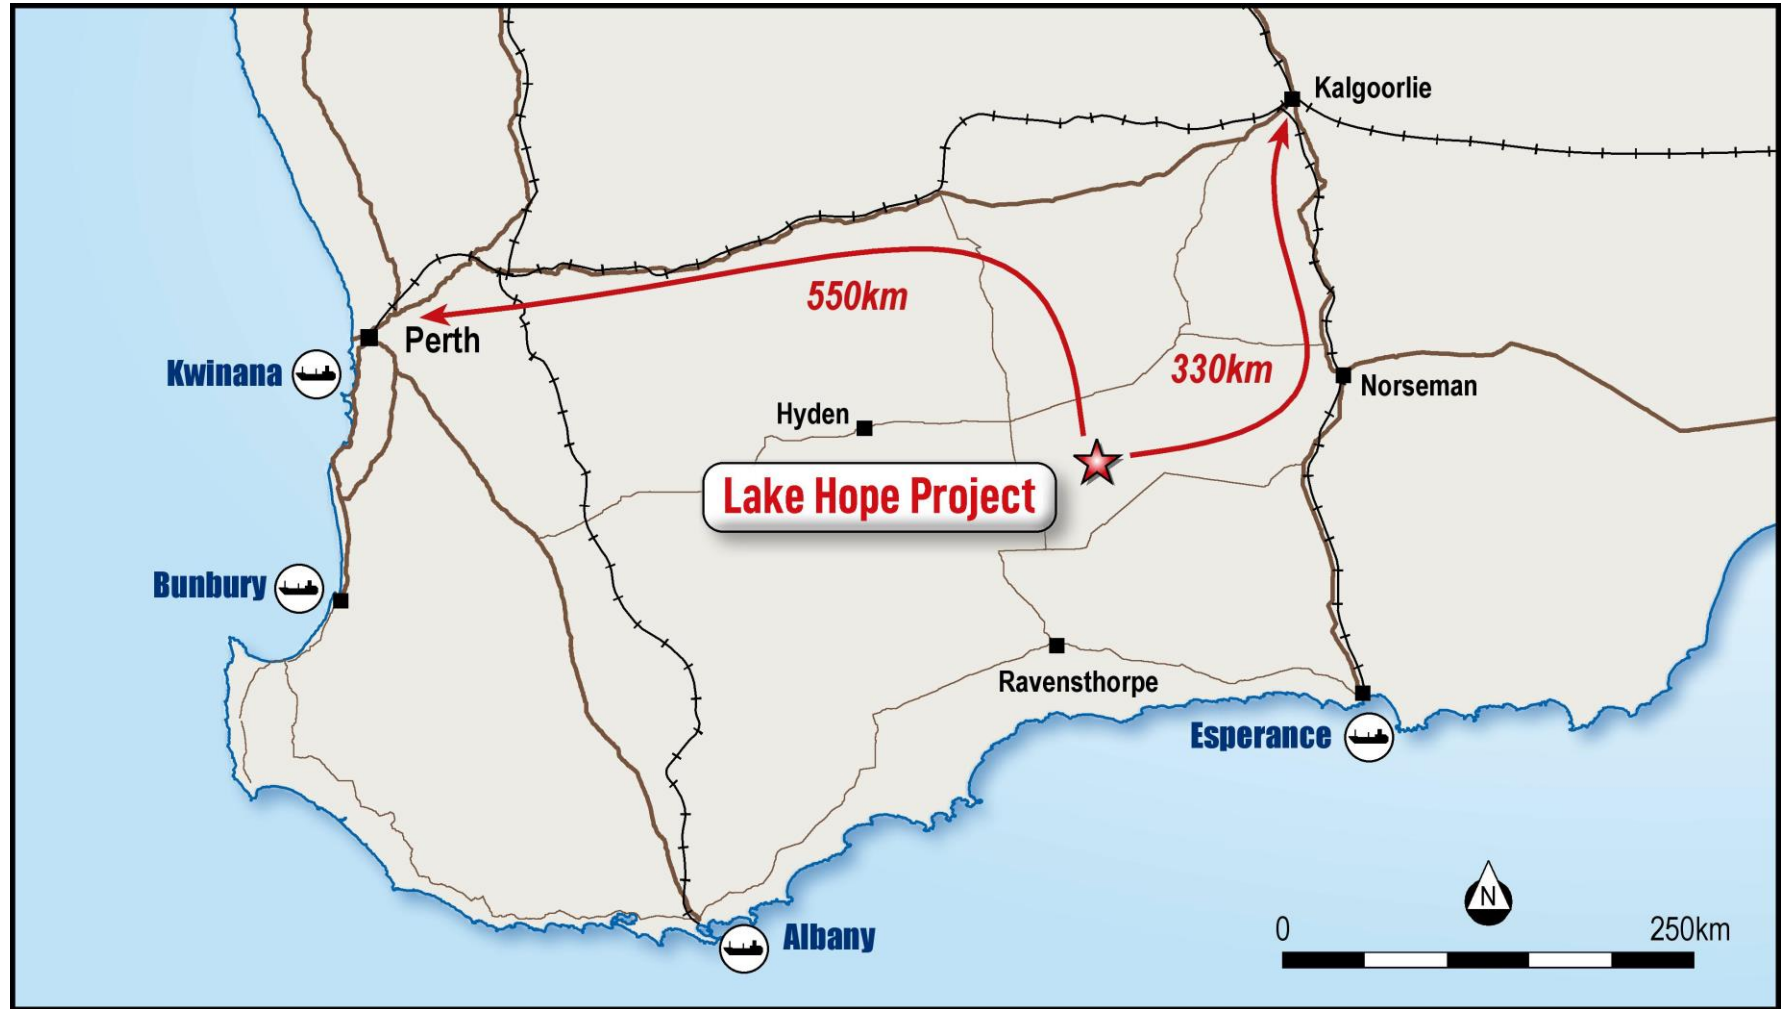 Kalgoorlie
550km
Perth
Kwinana
330km
Norseman
Hyden
Lake Hope Project
Bunbury
Ravensthorpe
Esperance
Albany
N
0
250km